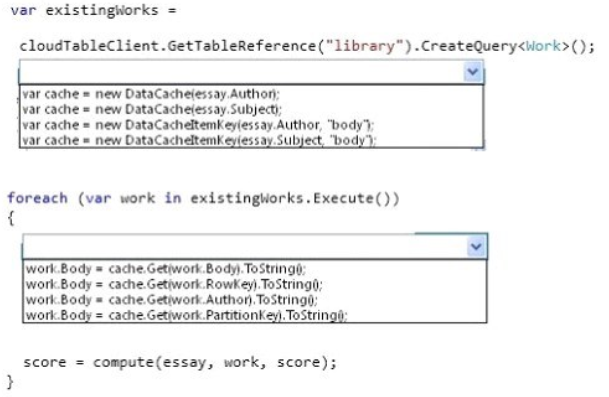 var existingWorks =
cloudTableClient.GetTableReference("library").CreateQuery<Work>();
var cache = new DataCache(essay.Author);
var cache = new DataCache(essay.Subject);
var cache = new DataCacheItemKey(essay.Author, "body");
var cache = new DataCacheItemKey(essay.Subject, "body");
foreach (var work in existingWorks.Execute())
{
work.Body = cache.Get(work.Body).ToString();
work.Body = cache.Get(work.RowKey).ToString();
work.Body = cache.Get(work.Author).ToString();
work.Body = cache.Get(work.PartitionKey).ToString();
score = compute(essay, work, score);
}